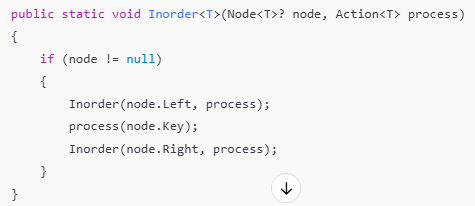 public static void Inorder<T>(Node<T>? node, Action<T> process)
{
    if (node != null)
    {
        Inorder(node.Left, process);
        process(node.Key);
        Inorder(node.Right, process);
    }
}